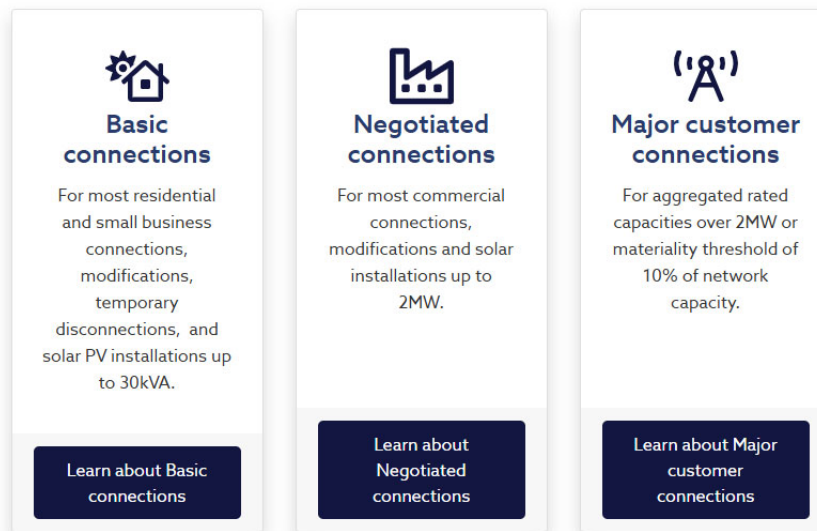 Basic
connections
For most residential
and small business
connections,
modifications,
temporary
disconnections,  and
solar PV installations up
to 30kVA.
Learn about Basic
connections
Negotiated
connections
For most commercial
connections,
modifications and solar
installations up to
2MW.
Learn about
Negotiated
connections
Major customer
connections
For aggregated rated
capacities over 2MW or
materiality threshold of
10% of network
capacity.
Learn about Major
customer
connections